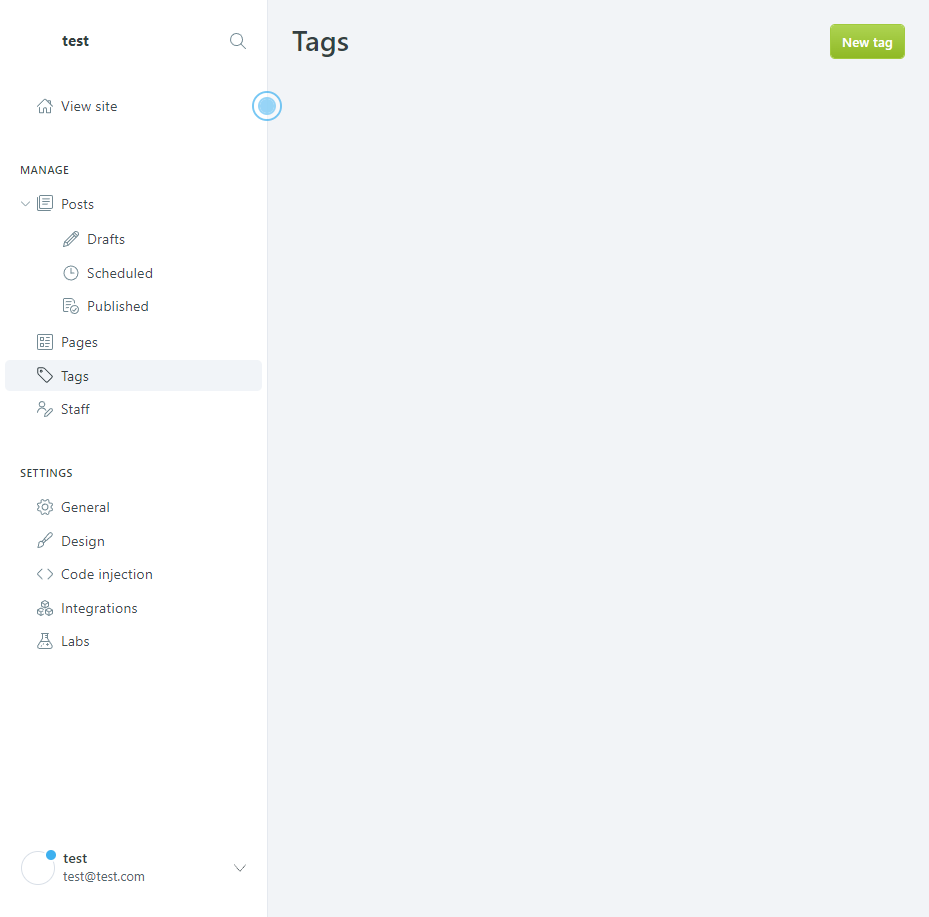 test
Tags
New tag
View site
MANAGE
Posts
Drafts
Scheduled
Published
Pages
Tags
Staff
SETTINGS
General
Design
Code injection
Integrations
Labs
test
test@test.com